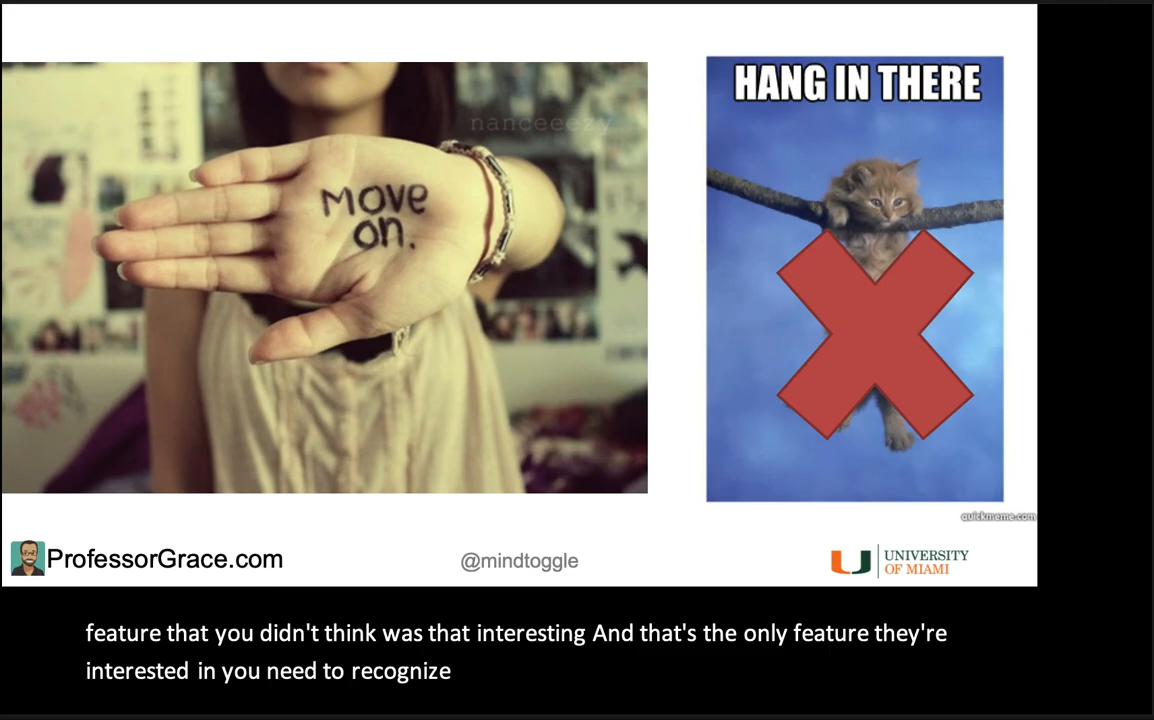 nanceeezy
MOVE
on.
HANG IN THERE
quickmeme.com
ProfessorGrace.com
@mindtoggle
UNIVERSITY
OF MIAMI
feature that you didn't think was that interesting And that's the only feature they're
interested in you need to recognize